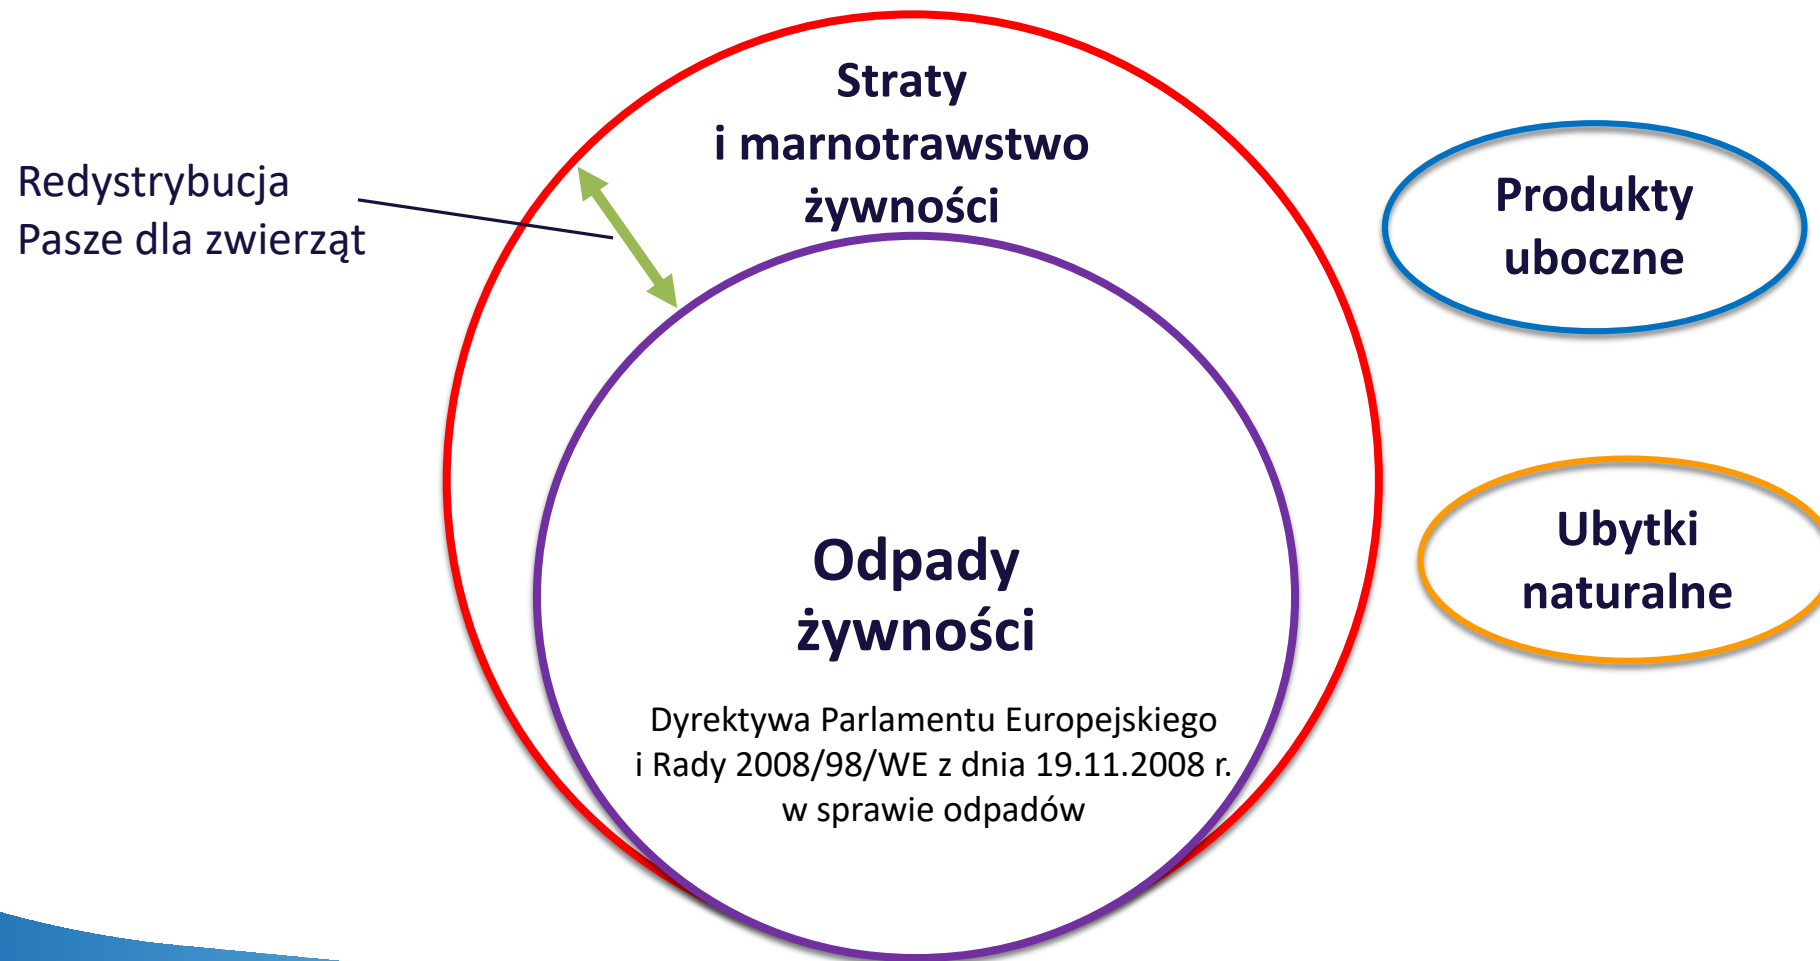 Straty
i marnotrawstwo
żywności
Redystrybucja
Pasze dla zwierząt
Produkty
uboczne
Ubytki
naturalne
Odpady
żywności
Dyrektywa Parlamentu Europejskiego
i Rady 2008/98/WE z dnia 19.11.2008 r.
w sprawie odpadów